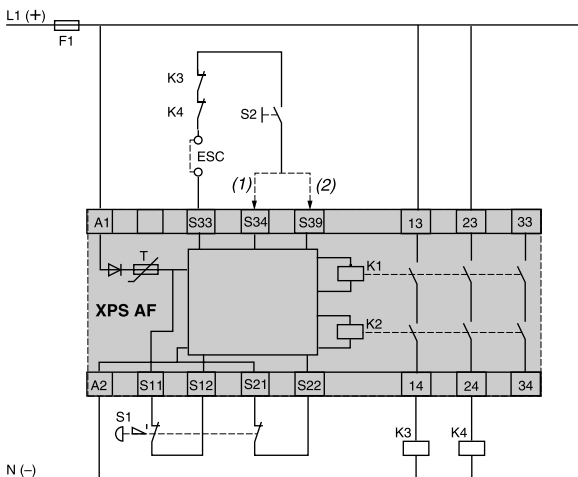 L1 (+)
F1
K3
K4
S2
ESC
(1)
(2)
A1
S33
S34
S39
13
23
33
T
K1
XPS AF
K2
A2
S11
S12
S21
S22
14
24
34
S1
K3
K4
N (–)